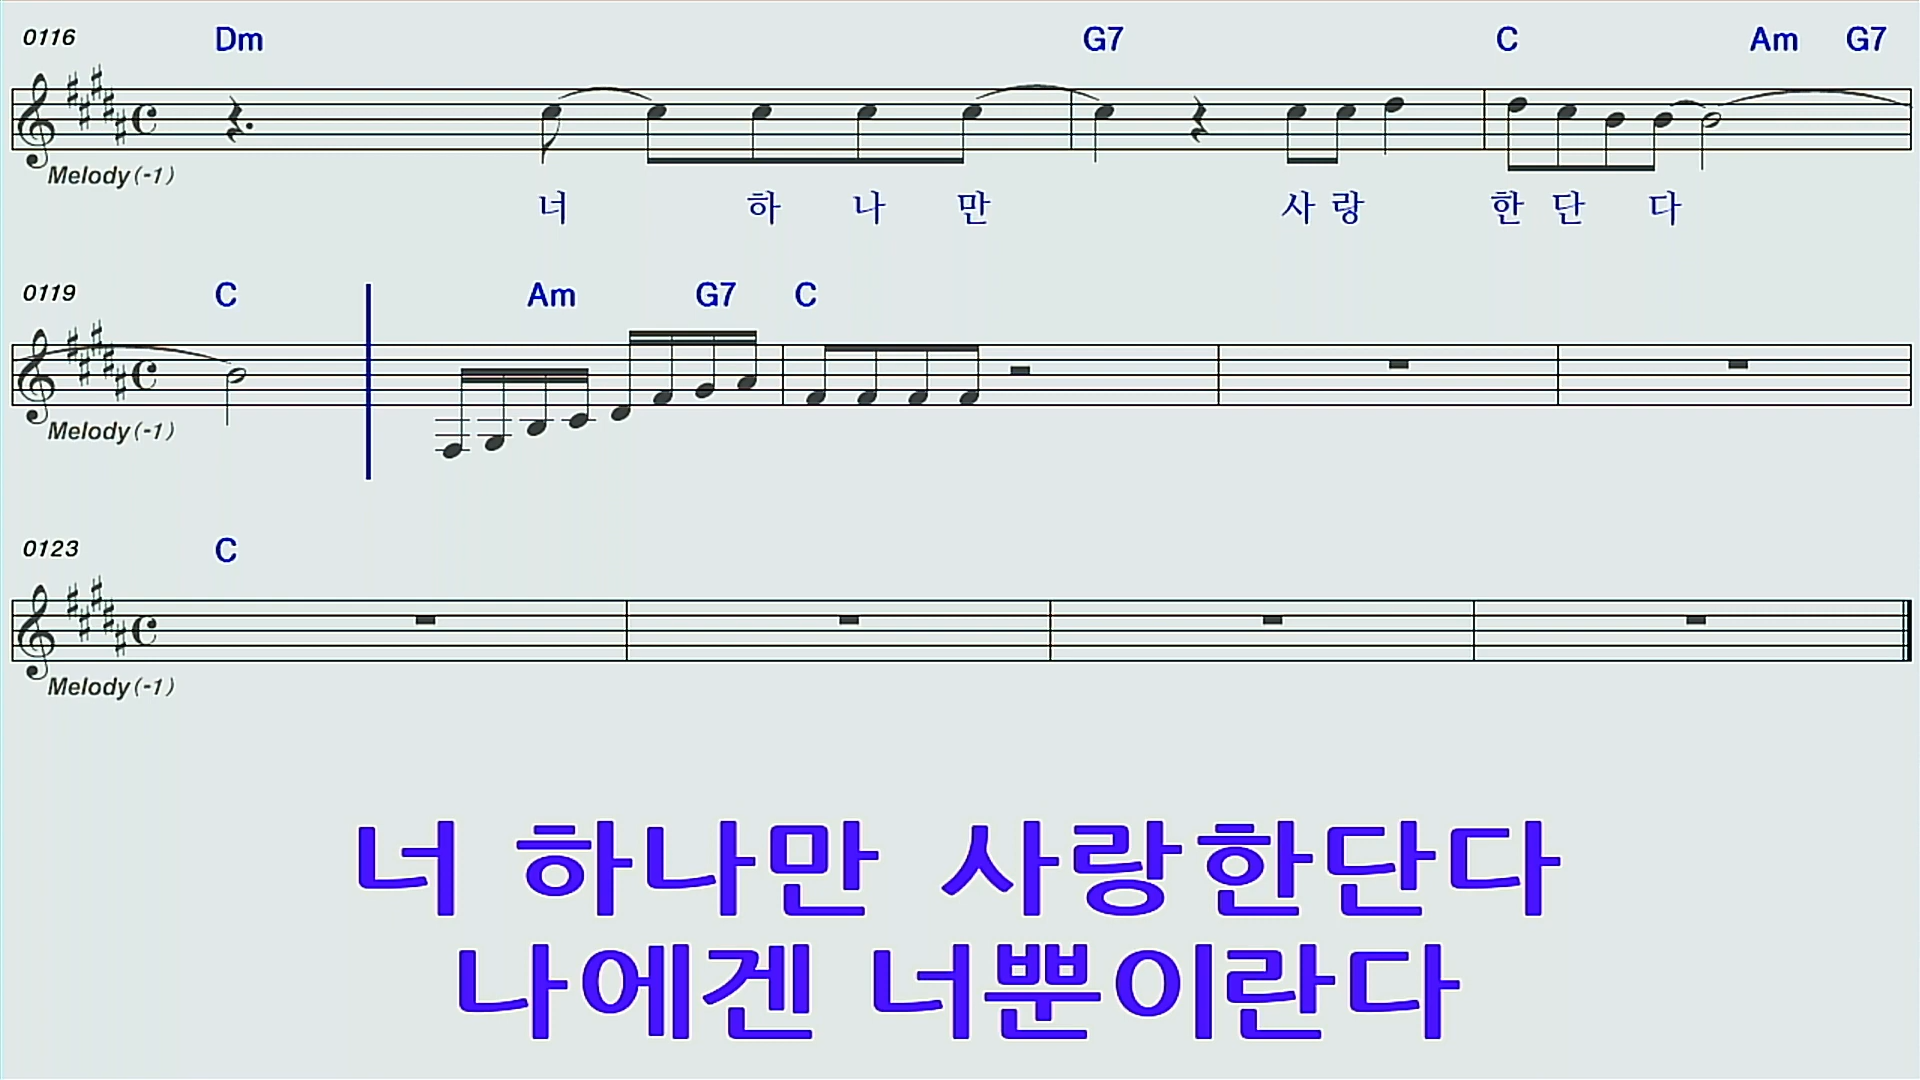 0116 Dm G7 C Am G7
Melody(-1)
너 하 나 만 사 랑 한 단 다
0119 C Am G7 C
Melody(-1)
0123 C
Melody(-1)
너 하나만 사랑한단다
나에겐 너뿐이란다